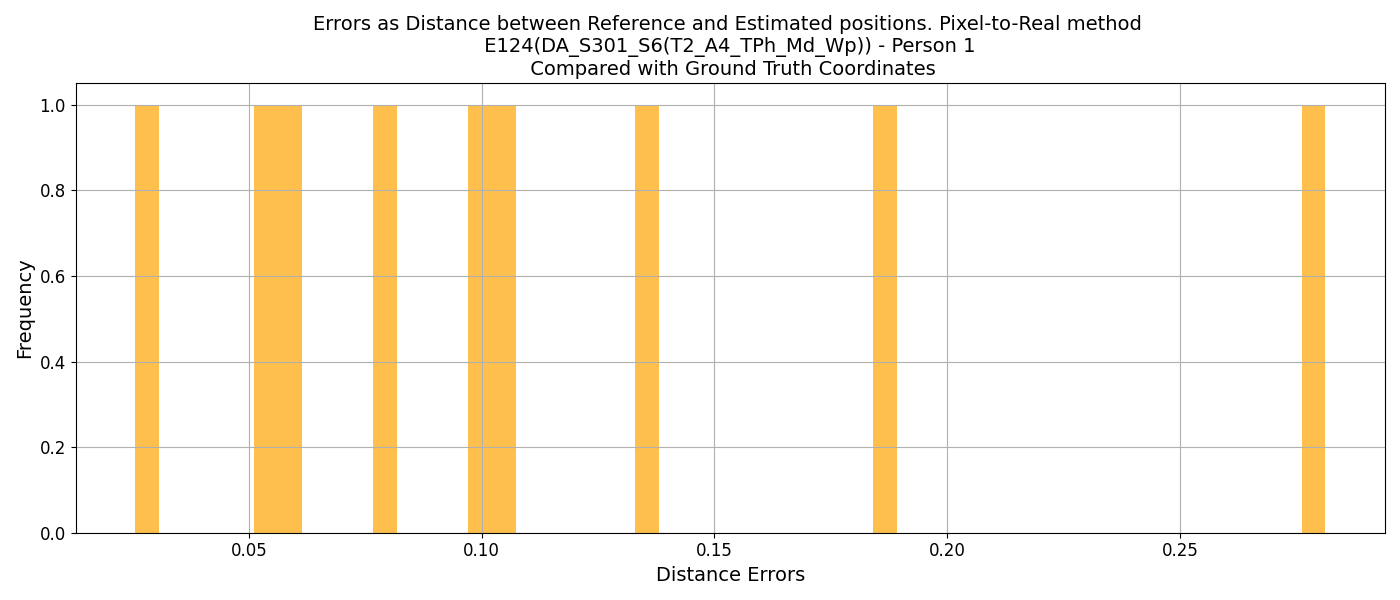 Errors as Distance between Reference and Estimated positions. Pixel-to-Real method
E124(DA_S301_S6(T2_A4_TPh_Md_Wp)) - Person 1
Compared with Ground Truth Coordinates
1.0
0.8
0.6
0.4
0.2
0.0
Frequency
0.05 0.10 0.15 0.20 0.25
Distance Errors